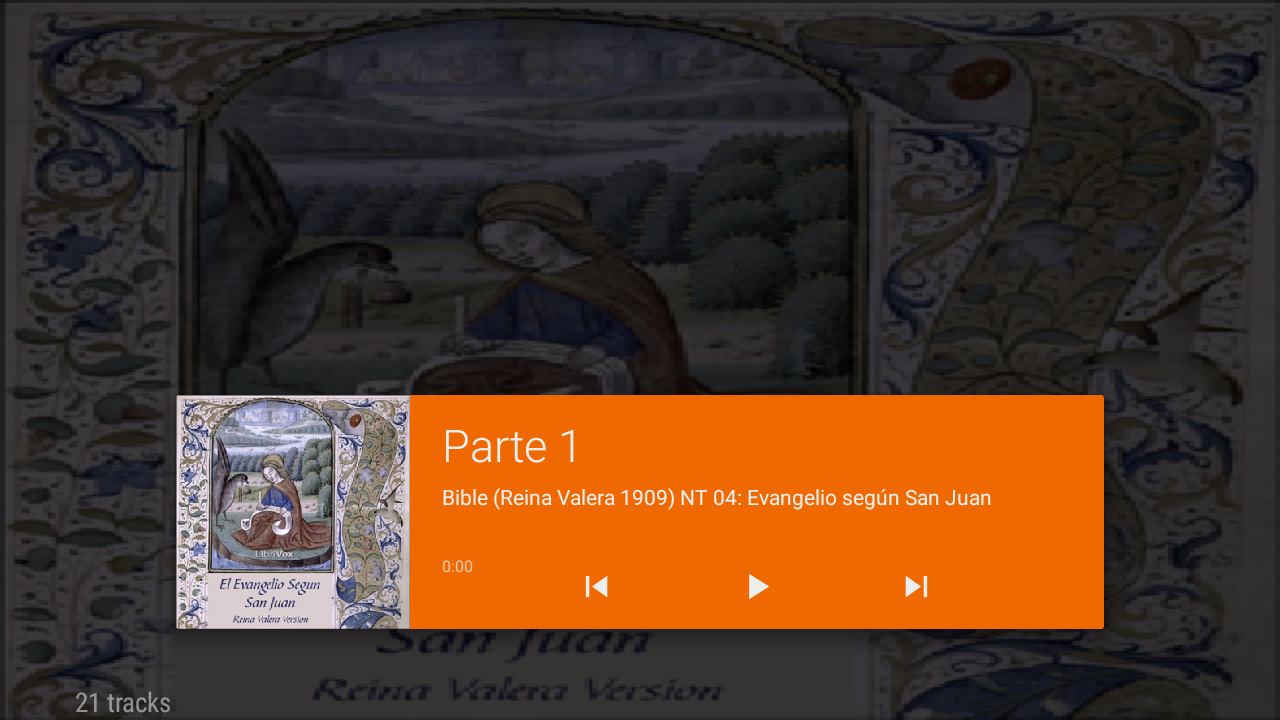 Parte 1
Bible (Reina Valera 1909) NT 04: Evangelio según San Juan
0:00
LibriVox
El Evangelio Segun
San Juan
Reina Valera Version
San Juan
Reina Valera Version
21 tracks